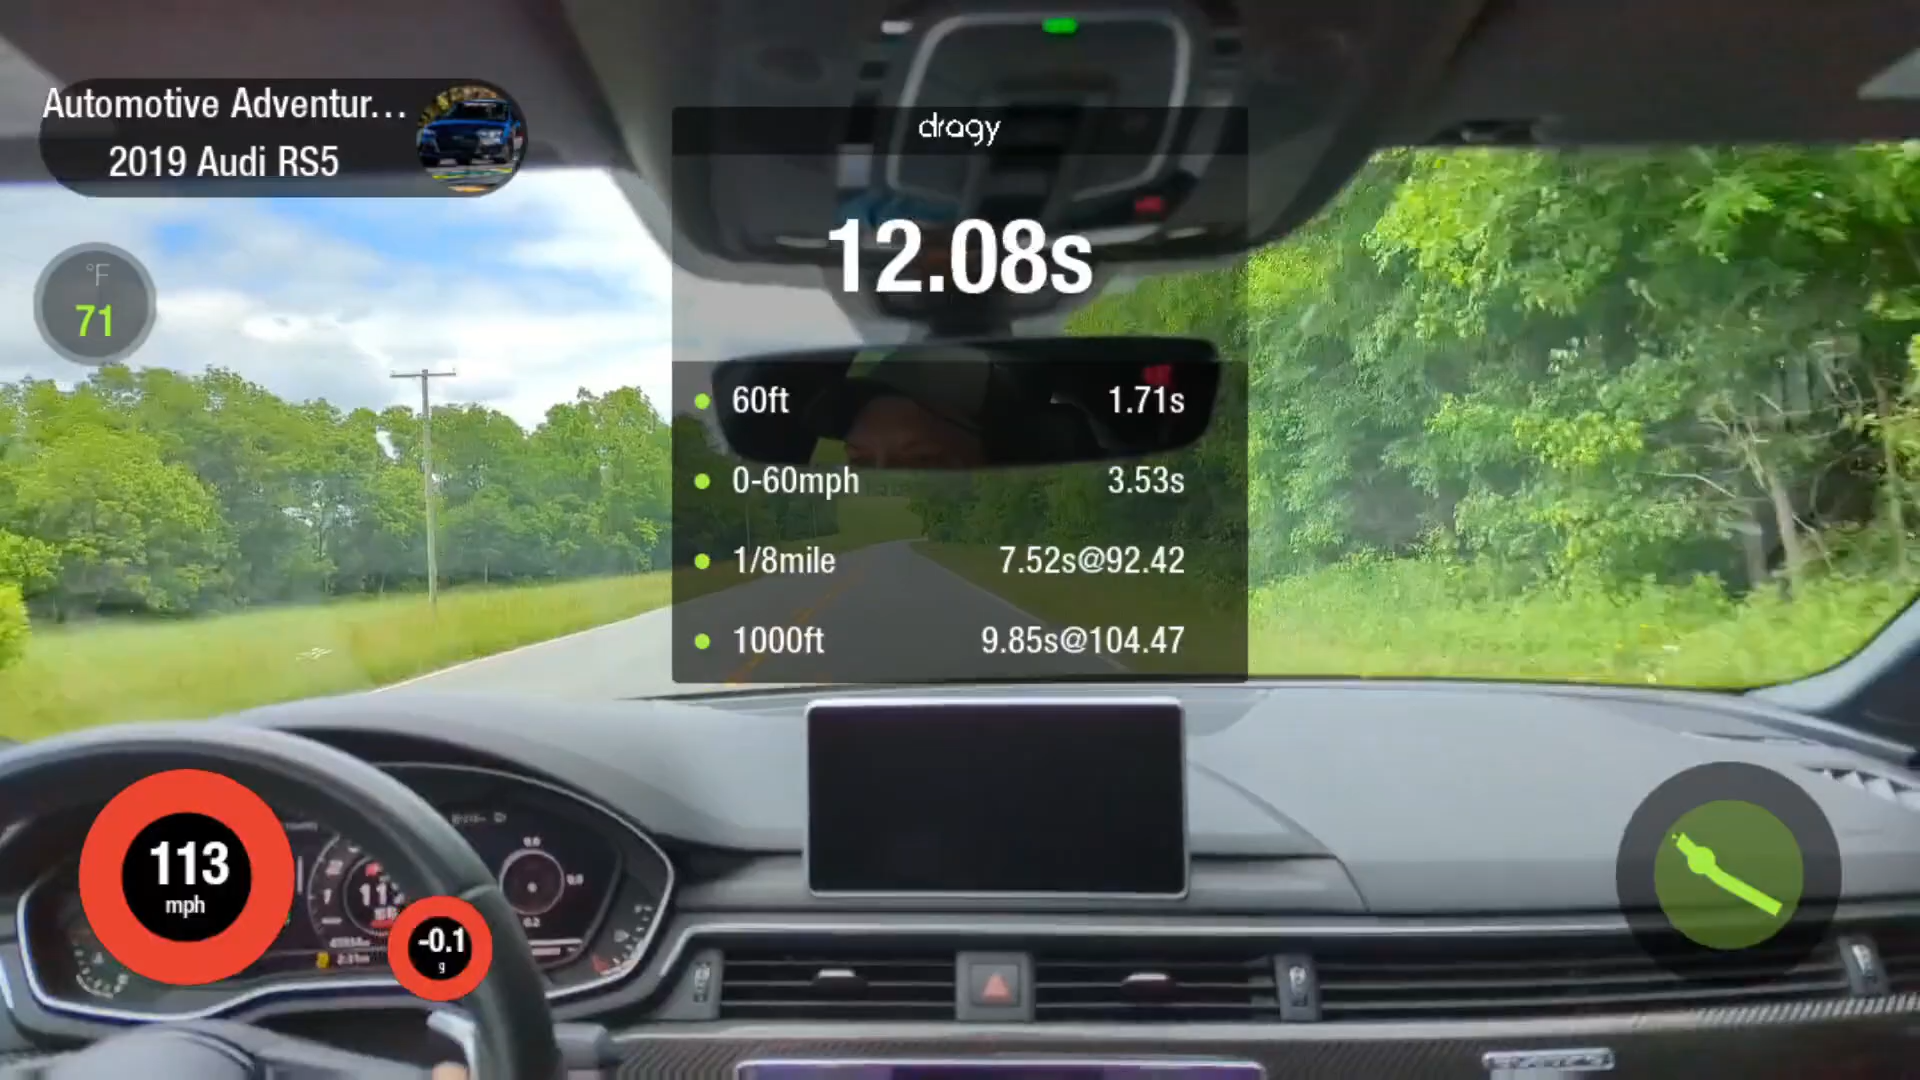 Automotive Adventur...
2019 Audi RS5
°F
71
dragy
12.08s
60ft 1.71s
0-60mph 3.53s
1/8mile 7.52s@92.42
1000ft 9.85s@104.47
113
mph
-0.1
g